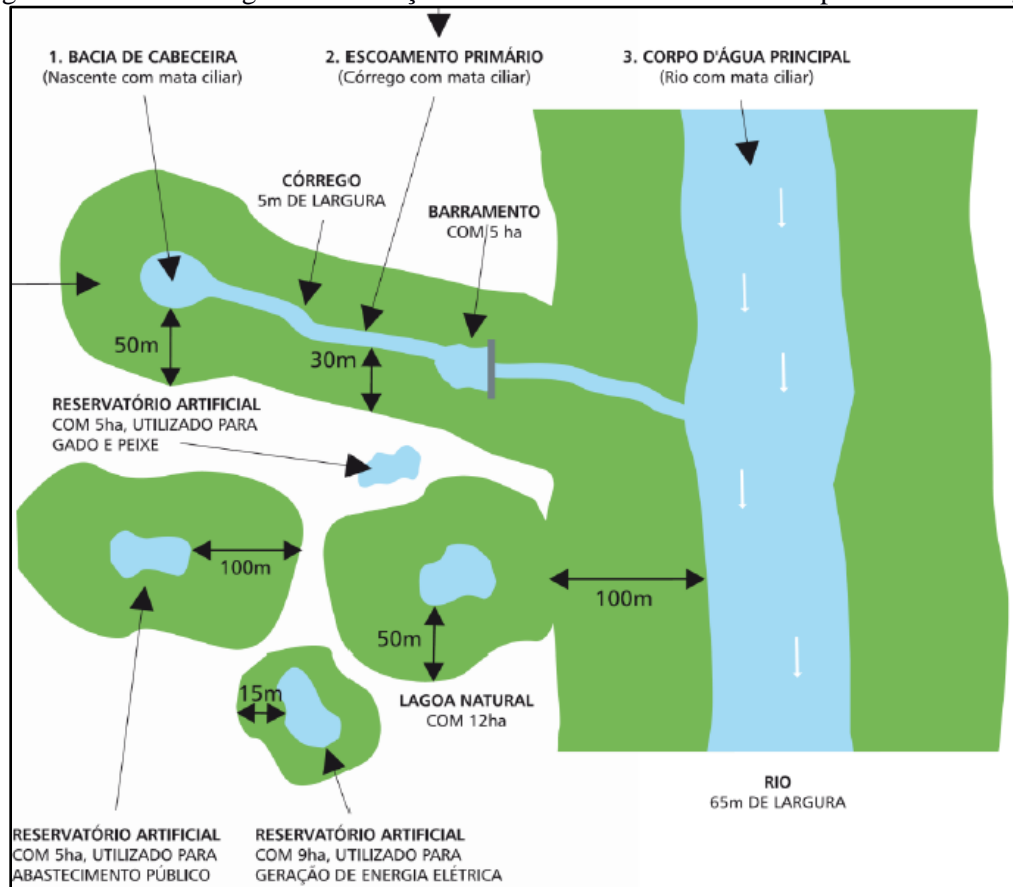 1. BACIA DE CABECEIRA
(Nascente com mata ciliar)
2. ESCOAMENTO PRIMÁRIO
(Córrego com mata ciliar)
3. CORPO D'ÁGUA PRINCIPAL
(Rio com mata ciliar)
CÓRREGO
5m DE LARGURA
BARRAMENTO
COM 5 ha
50m
30m
RESERVATÓRIO ARTIFICIAL
COM 5ha, UTILIZADO PARA
GADO E PEIXE
100m
100m
50m
15m
LAGOA NATURAL
COM 12ha
RIO
65m DE LARGURA
RESERVATÓRIO ARTIFICIAL
COM 5ha, UTILIZADO PARA
ABASTECIMENTO PÚBLICO
RESERVATÓRIO ARTIFICIAL
COM 9ha, UTILIZADO PARA
GERAÇÃO DE ENERGIA ELÉTRICA